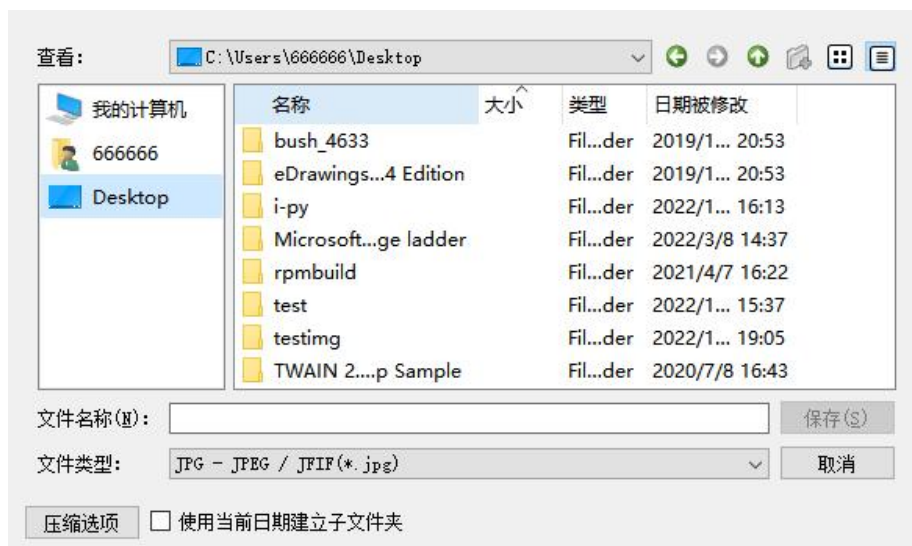 查看: C:\Users\666666\Desktop
我的计算机
666666
Desktop
名称 大小 类型 日期被修改
bush_4633 Fil...der 2019/1... 20:53
eDrawings...4 Edition Fil...der 2019/1... 20:53
i-py Fil...der 2022/1... 16:13
Microsoft...ge ladder Fil...der 2022/3/8 14:37
rpmbuild Fil...der 2021/4/7 16:22
test Fil...der 2022/1... 15:37
testimg Fil...der 2022/1... 19:05
TWAIN 2....p Sample Fil...der 2020/7/8 16:43
文件名称(N): 保存(S)
文件类型: JPG - JPEG / JFIF(*.jpg) 取消
压缩选项 使用当前日期建立子文件夹